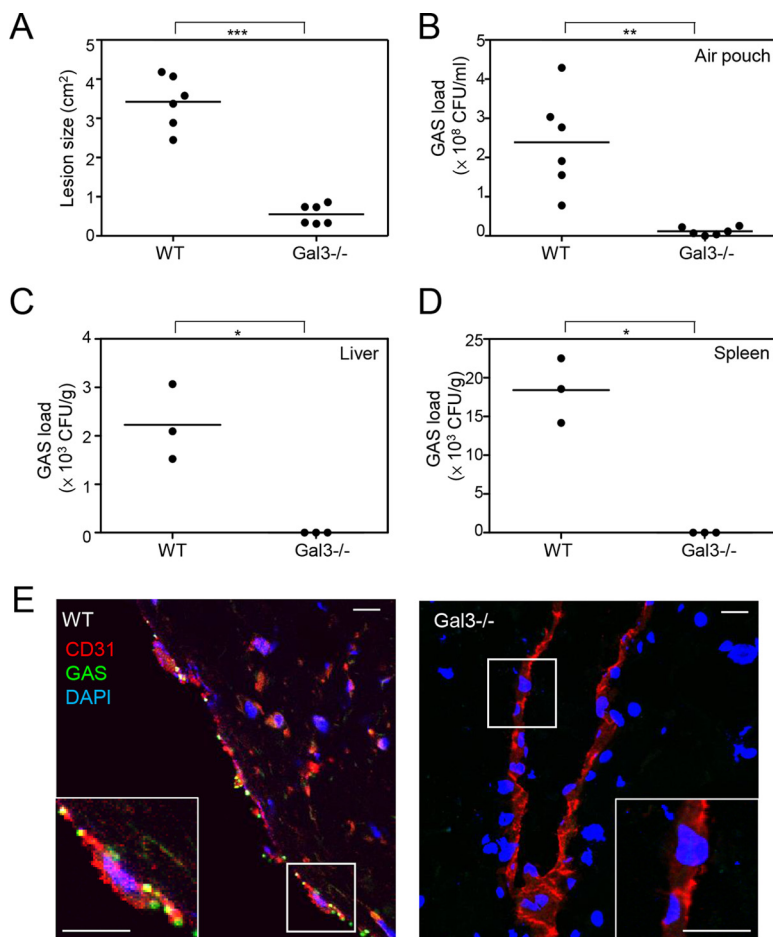 A
***
Lesion size (cm²)
5
4
3
2
1
0
WT
Gal3-/-
B
**
Air pouch
GAS load
(× 10⁸ CFU/ml)
5
4
3
2
1
0
WT
Gal3-/-
C
*
Liver
GAS load
(× 10³ CFU/g)
4
3
2
1
0
WT
Gal3-/-
D
*
Spleen
GAS load
(× 10³ CFU/g)
25
20
15
10
5
0
WT
Gal3-/-
E
WT
CD31
GAS
DAPI
Gal3-/-